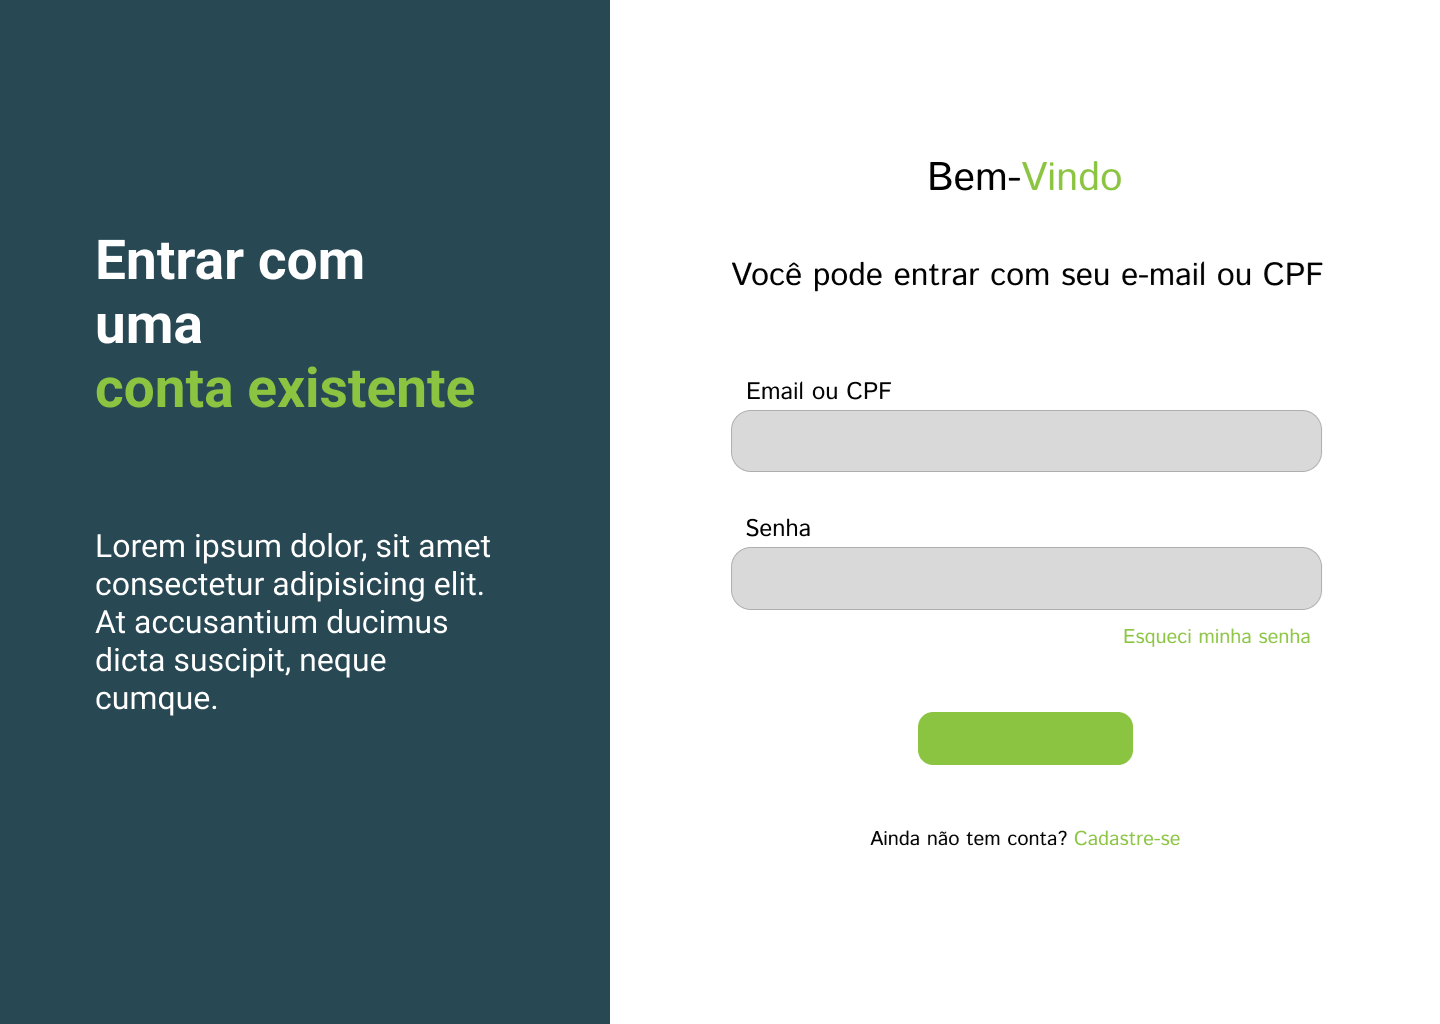 Entrar com
uma
conta existente
Lorem ipsum dolor, sit amet
consectetur adipisicing elit.
At accusantium ducimus
dicta suscipit, neque
cumque.
Bem-Vindo
Você pode entrar com seu e-mail ou CPF
Email ou CPF
Senha
Esqueci minha senha
Ainda não tem conta? Cadastre-se